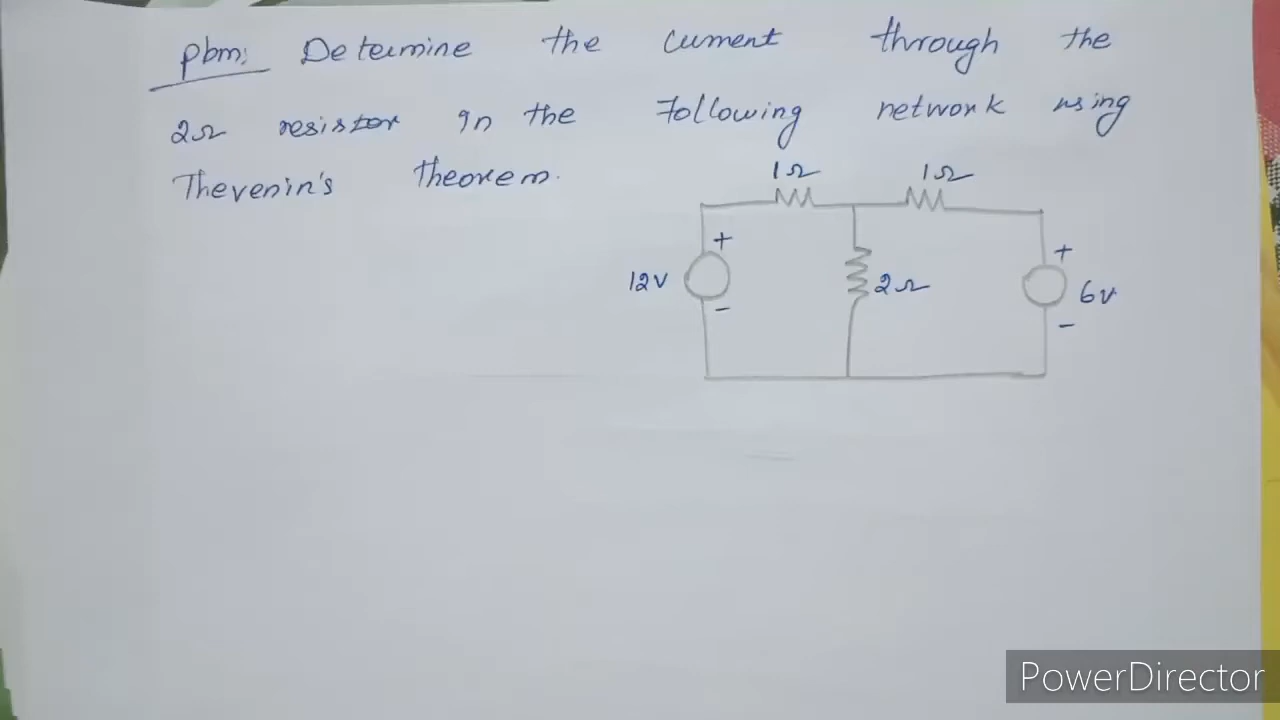 Pbm: Determine the current through the
2Ω resistor in the following network using
Thevenin's theorem.
1Ω 1Ω
+ +
12V 2Ω 6V
- -
PowerDirector